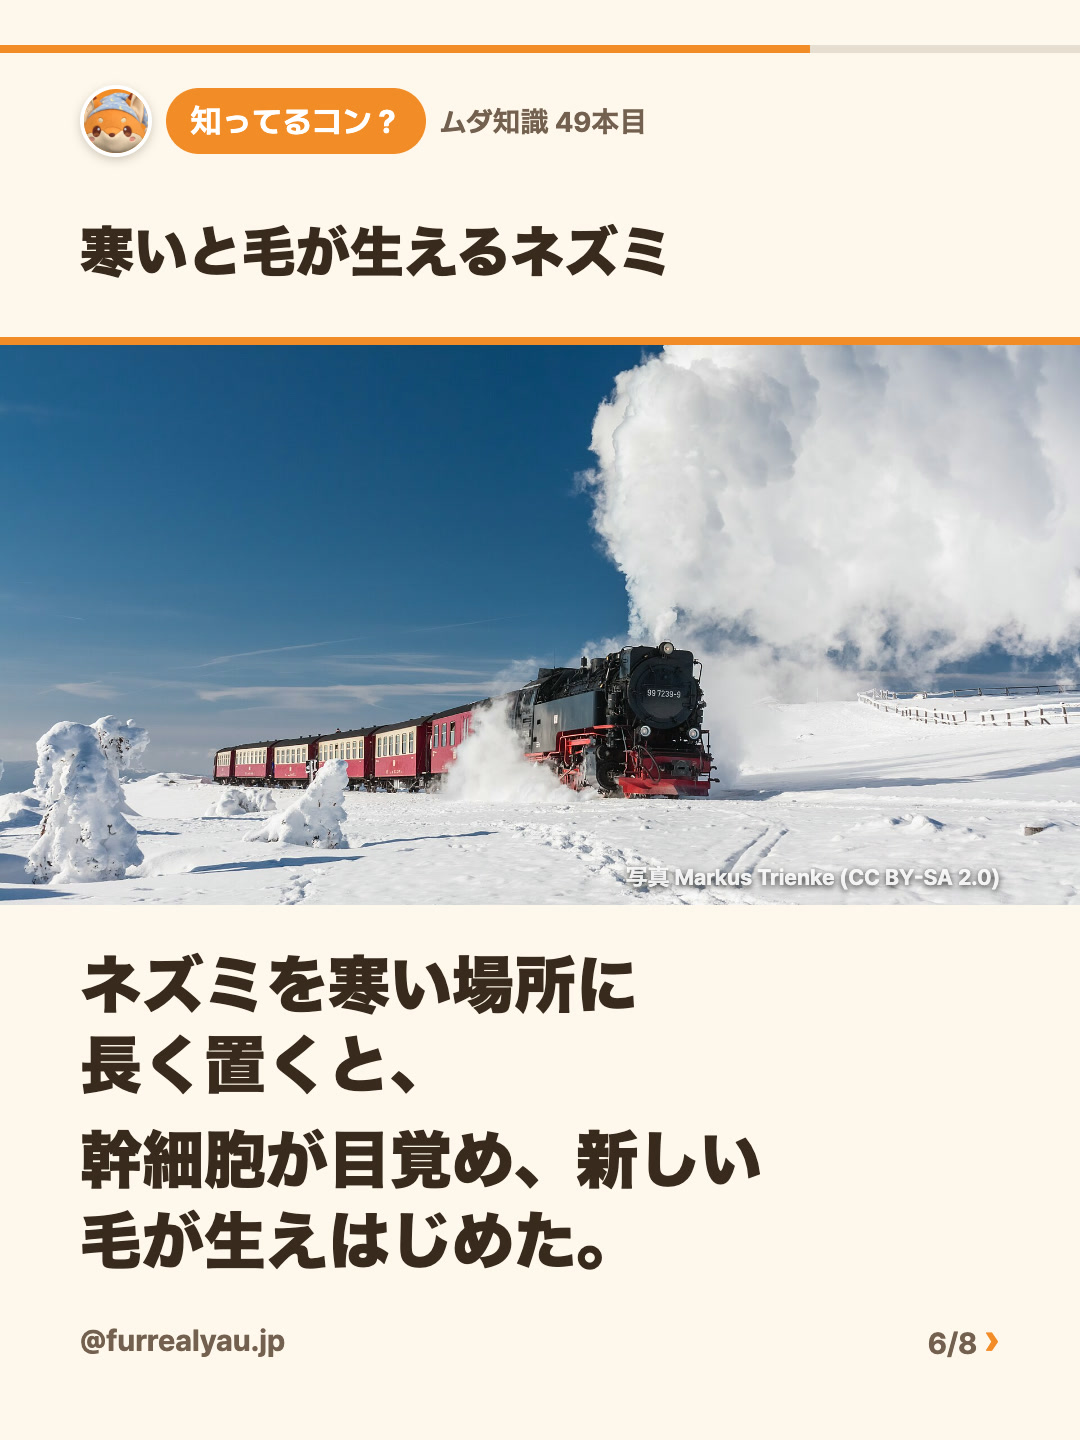 知ってるコン？
ムダ知識 49本目
寒いと毛が生えるネズミ
99 7239-9
写真 Markus Trienke (CC BY-SA 2.0)
ネズミを寒い場所に
長く置くと、
幹細胞が目覚め、新しい
毛が生えはじめた。
@furrealyau.jp
6/8 ›